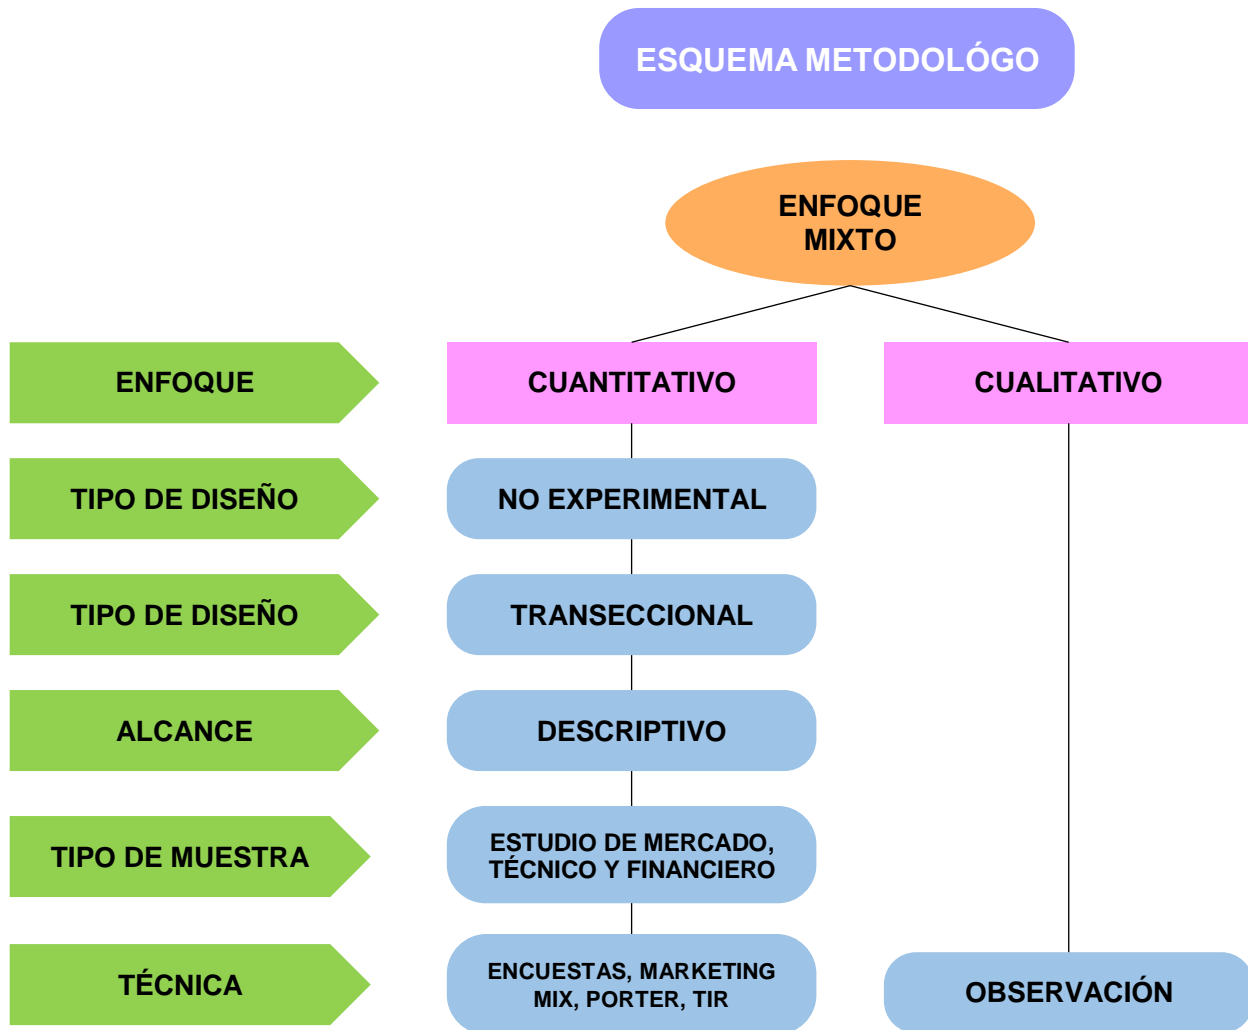 ESQUEMA METODOLÓGO
ENFOQUE
MIXTO
ENFOQUE
CUANTITATIVO
CUALITATIVO
TIPO DE DISEÑO
NO EXPERIMENTAL
TIPO DE DISEÑO
TRANSECCIONAL
ALCANCE
DESCRIPTIVO
TIPO DE MUESTRA
ESTUDIO DE MERCADO,
TÉCNICO Y FINANCIERO
TÉCNICA
ENCUESTAS, MARKETING
MIX, PORTER, TIR
OBSERVACIÓN